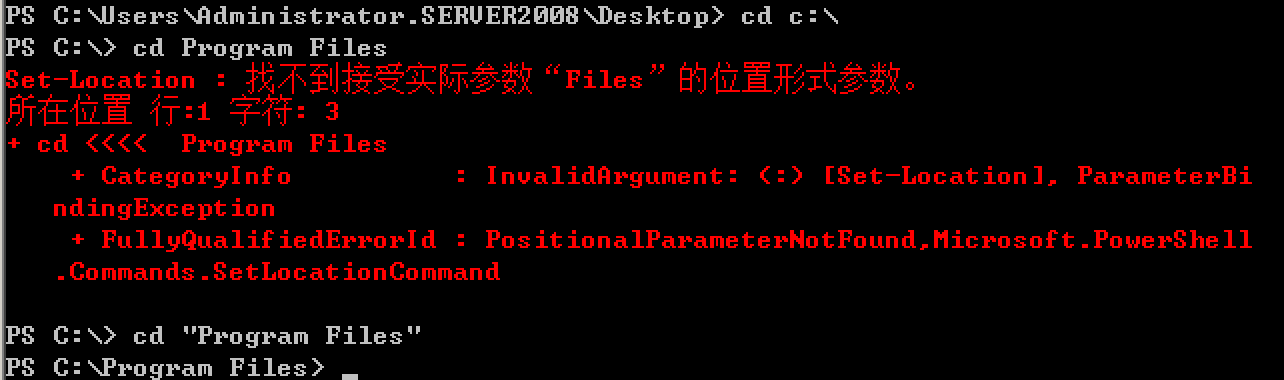 PS C:\Users\Administrator.SERVER2008\Desktop> cd c:\
PS C:\> cd Program Files
Set-Location : 找不到接受实际参数“Files”的位置形式参数。
所在位置 行:1 字符: 3
+ cd <<<<  Program Files
    + CategoryInfo          : InvalidArgument: (:) [Set-Location], ParameterBi
   ndingException
    + FullyQualifiedErrorId : PositionalParameterNotFound,Microsoft.PowerShell
   .Commands.SetLocationCommand
PS C:\> cd "Program Files"
PS C:\Program Files> _